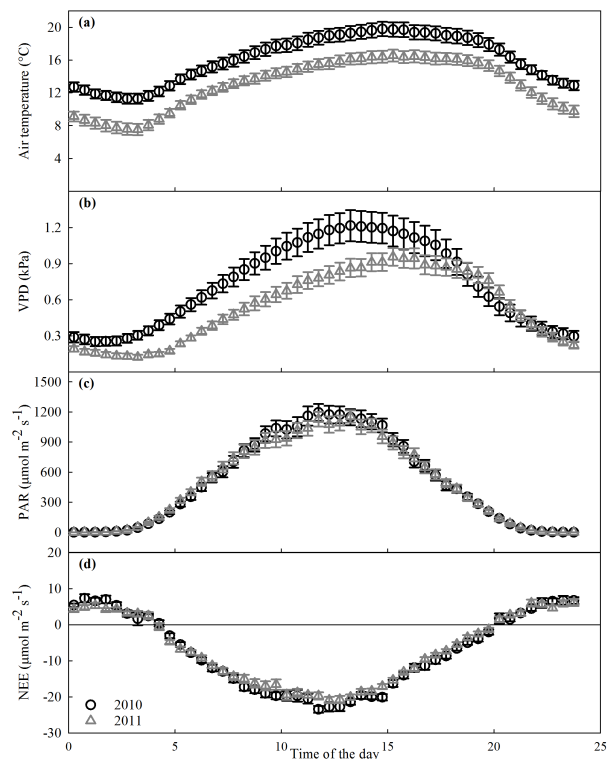 (a)
Air temperature (°C)
20
16
12
8
4
(b)
VPD (kPa)
1.2
0.9
0.6
0.3
(c)
PAR (µmol m-2 s-1)
1500
1200
900
600
300
0
(d)
NEE (µmol m-2 s-1)
20
10
0
-10
-20
-30
2010
2011
0 5 10 15 20 25
Time of the day